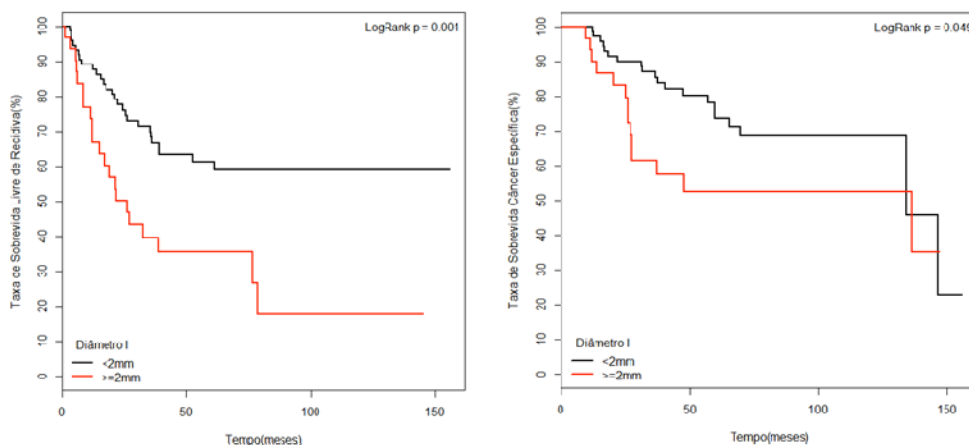 LogRank p = 0.001
Taxa ce Sobrevida Livre de Recidiva(%)
100
90
80
70
60
50
40
30
20
10
0
Diâmetro I
<2mm
>=2mm
0
50
100
150
Tempo(meses)
LogRank p = 0.049
Taxa de Sobrevida Câncer Específica(%)
100
90
80
70
60
50
40
30
20
10
0
Diâmetro I
<2mm
>=2mm
0
50
100
150
Tempo(meses)